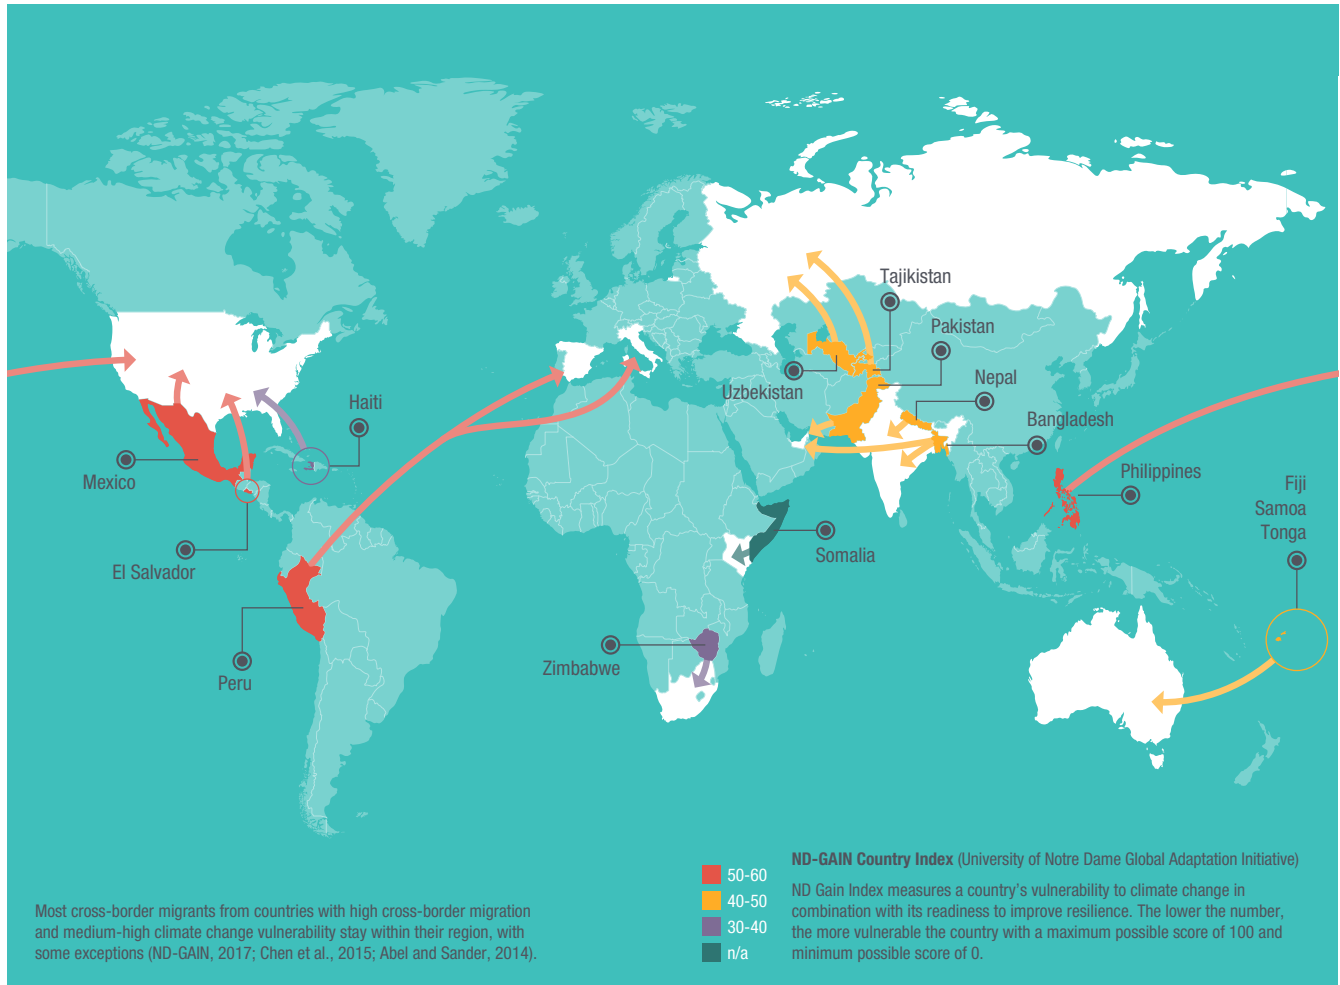 Tajikistan
Pakistan
Nepal
Uzbekistan
Haiti
Bangladesh
Mexico
Philippines
Fiji
Samoa
Tonga
Somalia
El Salvador
Zimbabwe
Peru
50-60
40-50
30-40
n/a
ND-GAIN Country Index (University of Notre Dame Global Adaptation Initiative)
ND Gain Index measures a country's vulnerability to climate change in
combination with its readiness to improve resilience. The lower the number,
the more vulnerable the country with a maximum possible score of 100 and
minimum possible score of 0.
Most cross-border migrants from countries with high cross-border migration
and medium-high climate change vulnerability stay within their region, with
some exceptions (ND-GAIN, 2017; Chen et al., 2015; Abel and Sander, 2014).